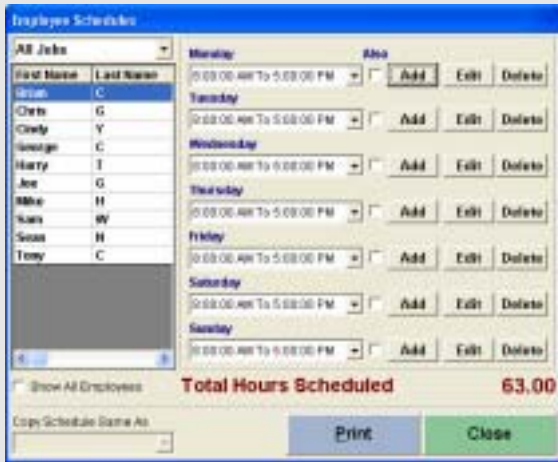 Employee Schedules
All Jobs
First Name Last Name
Brian C
Chris G
Cindy Y
George C
Harry T
Joe G
Mike H
Sam W
Sean N
Tony C
Show All Employees
Copy Schedule Same As
Monday Also
8:00:00 AM To 5:00:00 PM Add Edit Delete
Tuesday
8:00:00 AM To 5:00:00 PM Add Edit Delete
Wednesday
8:00:00 AM To 5:00:00 PM Add Edit Delete
Thursday
8:00:00 AM To 5:00:00 PM Add Edit Delete
Friday
8:00:00 AM To 5:00:00 PM Add Edit Delete
Saturday
8:00:00 AM To 5:00:00 PM Add Edit Delete
Sunday
8:00:00 AM To 5:00:00 PM Add Edit Delete
Total Hours Scheduled 63.00
Print Close